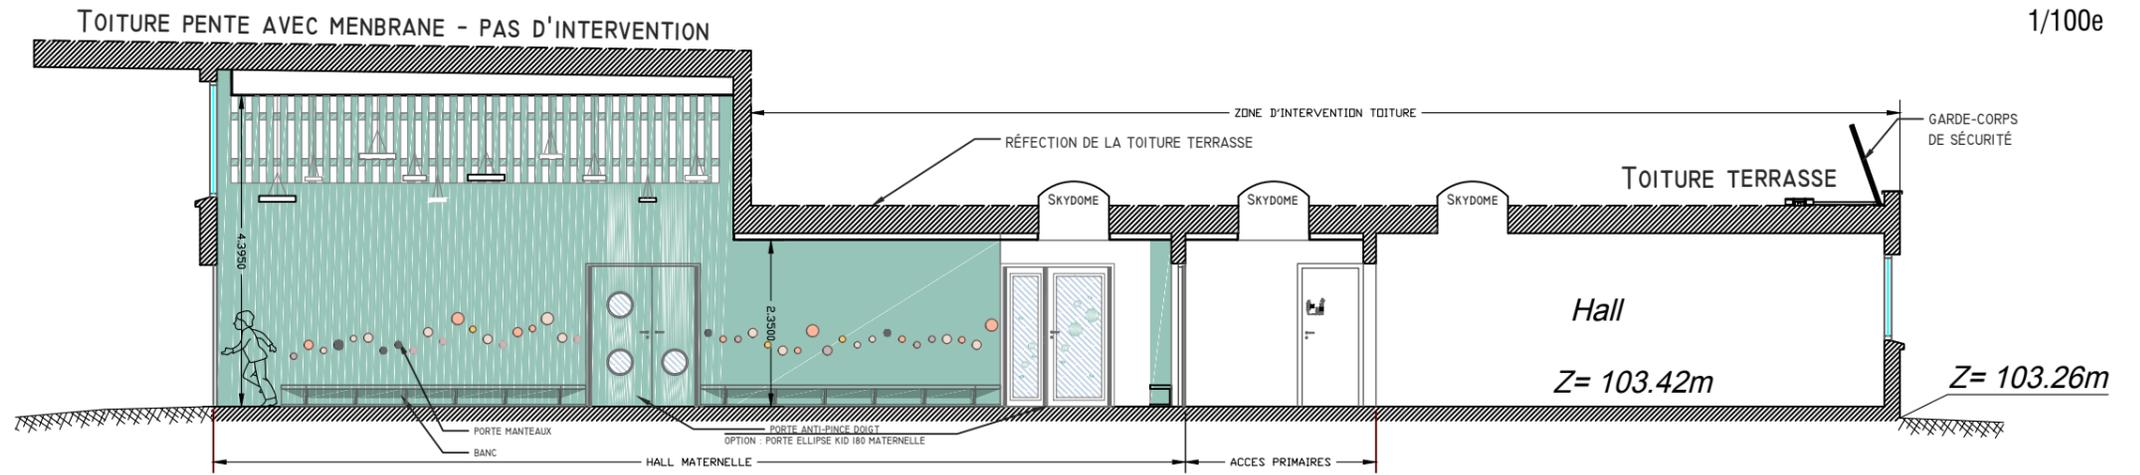 TOITURE PENTE AVEC MENBRANE - PAS D'INTERVENTION
1/100e
ZONE D'INTERVENTION TOITURE
GARDE-CORPS
DE SÉCURITÉ
RÉFECTION DE LA TOITURE TERRASSE
TOITURE TERRASSE
SKYDOME
SKYDOME
SKYDOME
4.3950
2.3500
Hall
Z= 103.42m
Z= 103.26m
PORTE MANTEAUX
BANC
PORTE ANTI-PINCE DOIGT
OPTION : PORTE ELLIPSE KID 180 MATERNELLE
HALL MATERNELLE
ACCES PRIMAIRES